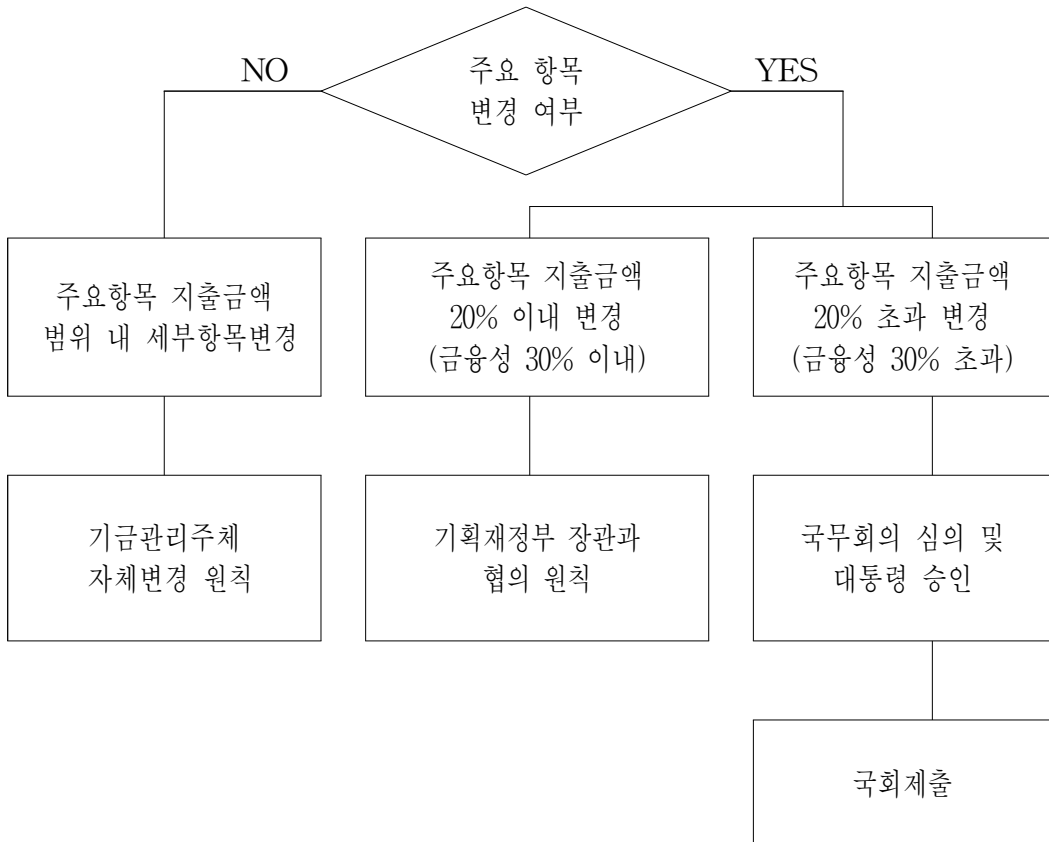 NO
주요 항목
변경 여부
YES
주요항목 지출금액
범위 내 세부항목변경
주요항목 지출금액
20% 이내 변경
(금융성 30% 이내)
주요항목 지출금액
20% 초과 변경
(금융성 30% 초과)
기금관리주체
자체변경 원칙
기획재정부 장관과
협의 원칙
국무회의 심의 및
대통령 승인
국회제출